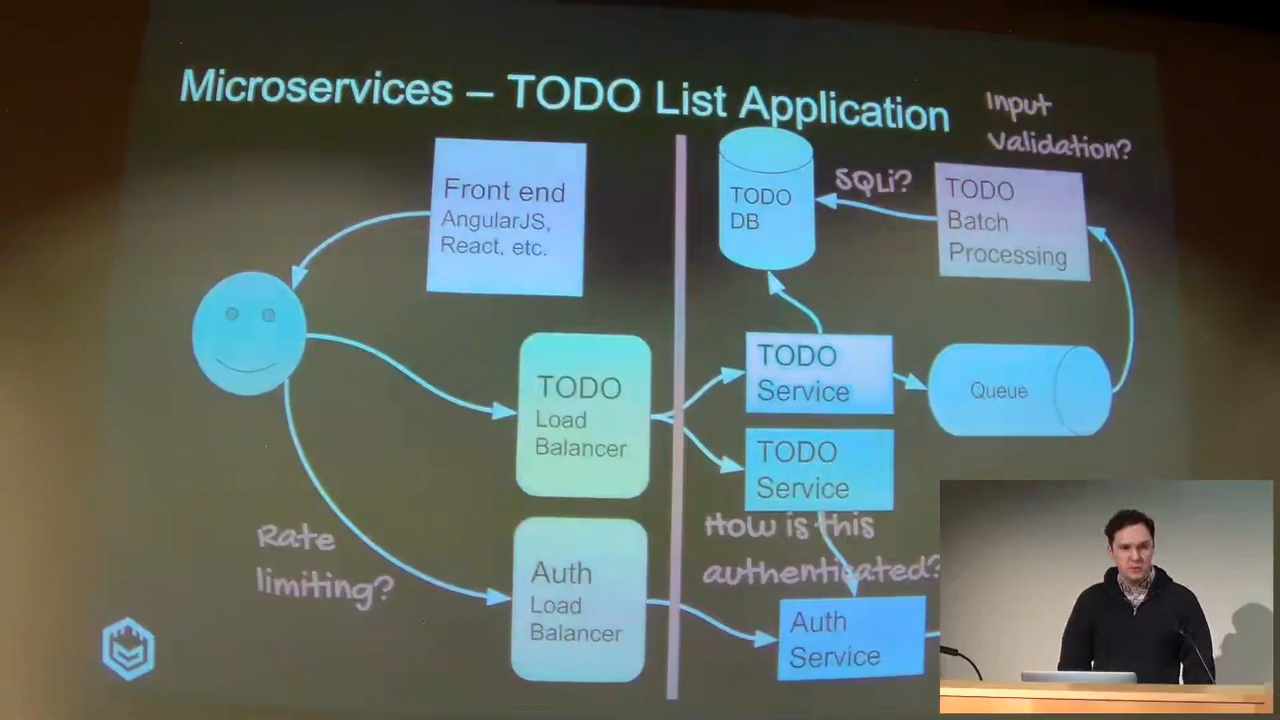 Microservices – TODO List Application
Input
Validation?
Front end
AngularJS,
React, etc.
TODO
DB
SQLi?
TODO
Batch
Processing
TODO
Load
Balancer
TODO
Service
Queue
TODO
Service
How is this
authenticated?
Rate
limiting?
Auth
Load
Balancer
Auth
Service